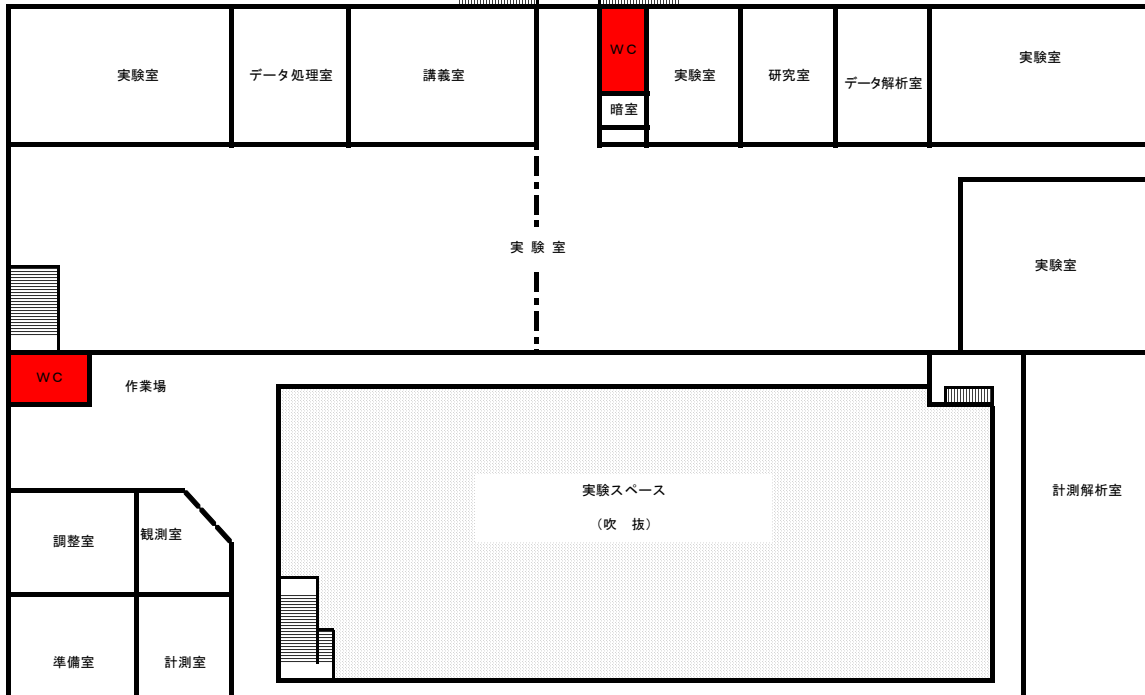 実験室
データ処理室
講義室
ＷＣ
暗室
実験室
研究室
データ解析室
実験室
実 験 室
実験室
ＷＣ
作業場
実験スペース
（吹　抜）
計測解析室
調整室
観測室
準備室
計測室